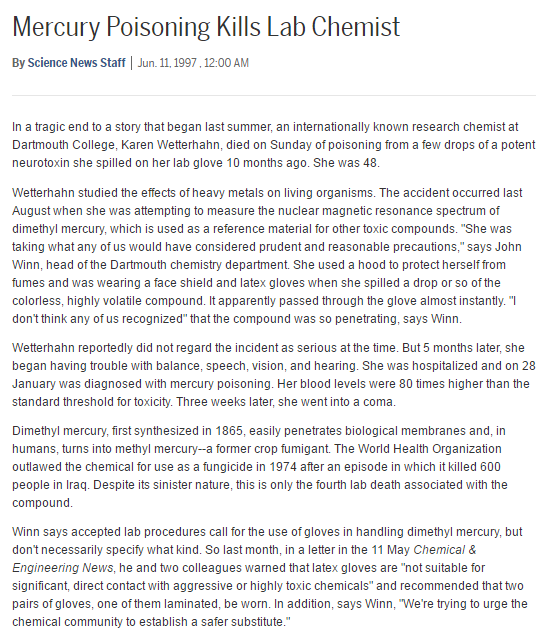 Mercury Poisoning Kills Lab Chemist
By Science News Staff | Jun. 11, 1997 , 12:00 AM
In a tragic end to a story that began last summer, an internationally known research chemist at
Dartmouth College, Karen Wetterhahn, died on Sunday of poisoning from a few drops of a potent
neurotoxin she spilled on her lab glove 10 months ago. She was 48.
Wetterhahn studied the effects of heavy metals on living organisms. The accident occurred last
August when she was attempting to measure the nuclear magnetic resonance spectrum of
dimethyl mercury, which is used as a reference material for other toxic compounds. "She was
taking what any of us would have considered prudent and reasonable precautions," says John
Winn, head of the Dartmouth chemistry department. She used a hood to protect herself from
fumes and was wearing a face shield and latex gloves when she spilled a drop or so of the
colorless, highly volatile compound. It apparently passed through the glove almost instantly. "I
don't think any of us recognized" that the compound was so penetrating, says Winn.
Wetterhahn reportedly did not regard the incident as serious at the time. But 5 months later, she
began having trouble with balance, speech, vision, and hearing. She was hospitalized and on 28
January was diagnosed with mercury poisoning. Her blood levels were 80 times higher than the
standard threshold for toxicity. Three weeks later, she went into a coma.
Dimethyl mercury, first synthesized in 1865, easily penetrates biological membranes and, in
humans, turns into methyl mercury--a former crop fumigant. The World Health Organization
outlawed the chemical for use as a fungicide in 1974 after an episode in which it killed 600
people in Iraq. Despite its sinister nature, this is only the fourth lab death associated with the
compound.
Winn says accepted lab procedures call for the use of gloves in handling dimethyl mercury, but
don't necessarily specify what kind. So last month, in a letter in the 11 May Chemical &
Engineering News, he and two colleagues warned that latex gloves are "not suitable for
significant, direct contact with aggressive or highly toxic chemicals" and recommended that two
pairs of gloves, one of them laminated, be worn. In addition, says Winn, "We're trying to urge the
chemical community to establish a safer substitute."